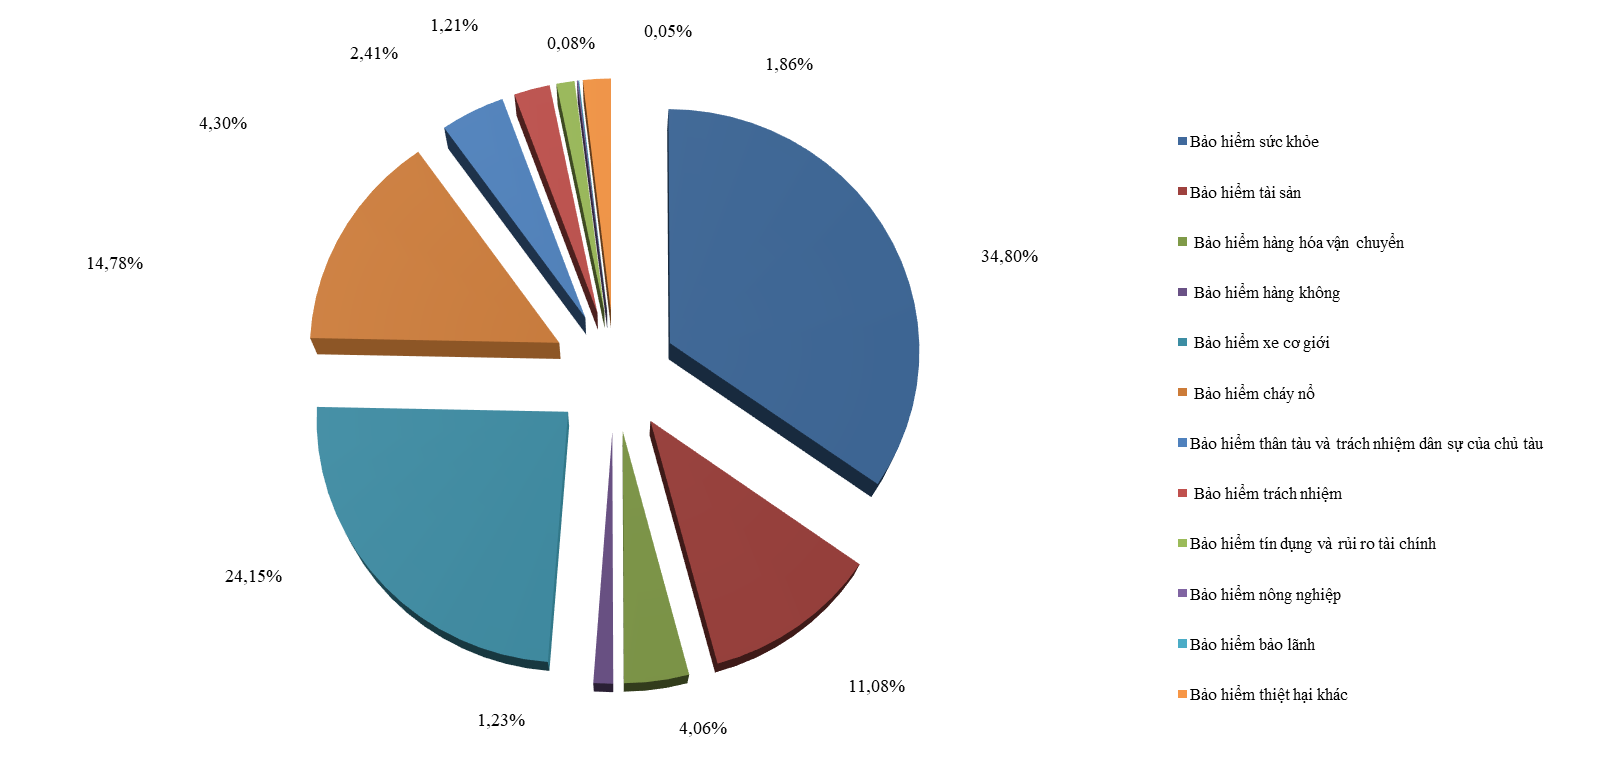 1,21%
0,05%
0,08%
2,41%
1,86%
4,30%
34,80%
14,78%
24,15%
11,08%
1,23%
4,06%
Bảo hiểm sức khỏe
Bảo hiểm tài sản
Bảo hiểm hàng hóa vận chuyển
Bảo hiểm hàng không
Bảo hiểm xe cơ giới
Bảo hiểm cháy nổ
Bảo hiểm thân tàu và trách nhiệm dân sự của chủ tàu
Bảo hiểm trách nhiệm
Bảo hiểm tín dụng và rủi ro tài chính
Bảo hiểm nông nghiệp
Bảo hiểm bảo lãnh
Bảo hiểm thiệt hại khác